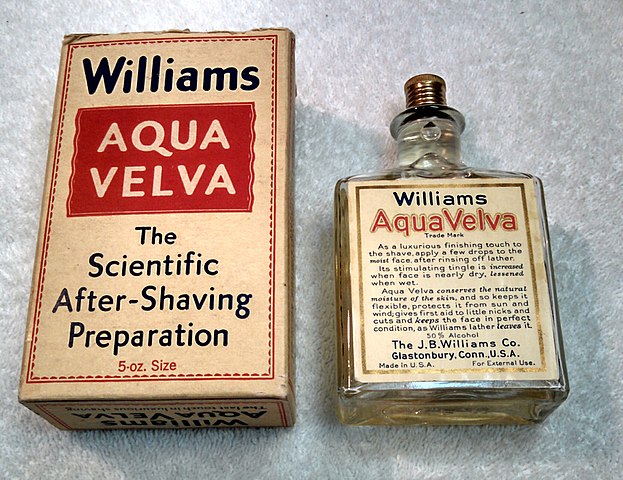 Williams
AQUA
VELVA
The
Scientific
After-Shaving
Preparation
5-oz. Size
Williams
AQUA VELVA
Williams
AquaVelva
Trade Mark
As a luxurious finishing touch to
the shave, apply a few drops to the
moist face, after rinsing off lather.
Its stimulating tingle is increased
when face is nearly dry, lessened
when wet.
Aqua Velva conserves the natural
moisture of the skin, and so keeps it
flexible, protects it from sun and
wind; gives first aid to little nicks and
cuts and keeps the face in perfect
condition, as Williams lather leaves it.
50% Alcohol
The J.B. Williams Co.
Glastonbury, Conn., U.S.A.
Made in U.S.A. For External Use.